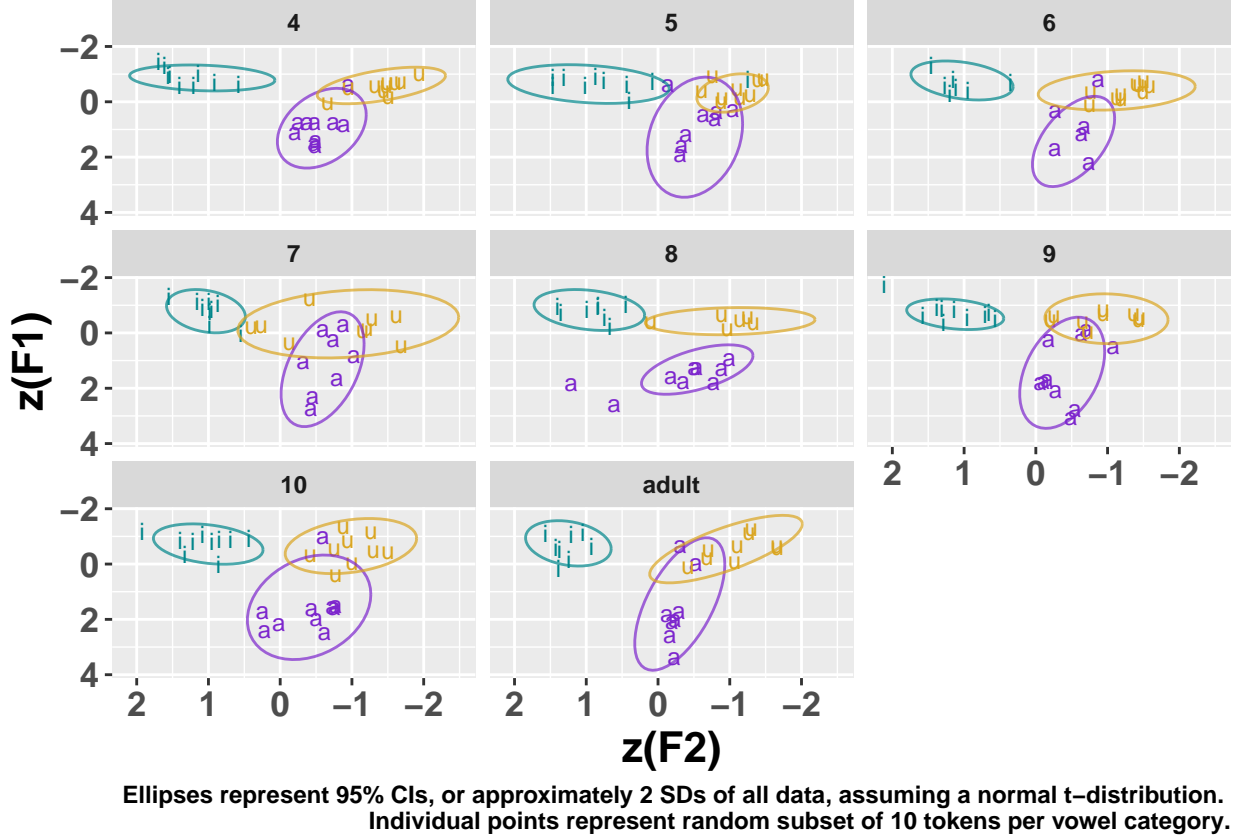 4 5 6
−2
0
2
4
7 8 9
−2
0
2
4
2 1 0 −1 −2
10 adult
−2
0
2
4
2 1 0 −1 −2 2 1 0 −1 −2
z(F1)
z(F2)
Ellipses represent 95% CIs, or approximately 2 SDs of all data, assuming a normal t−distribution.
Individual points represent random subset of 10 tokens per vowel category.